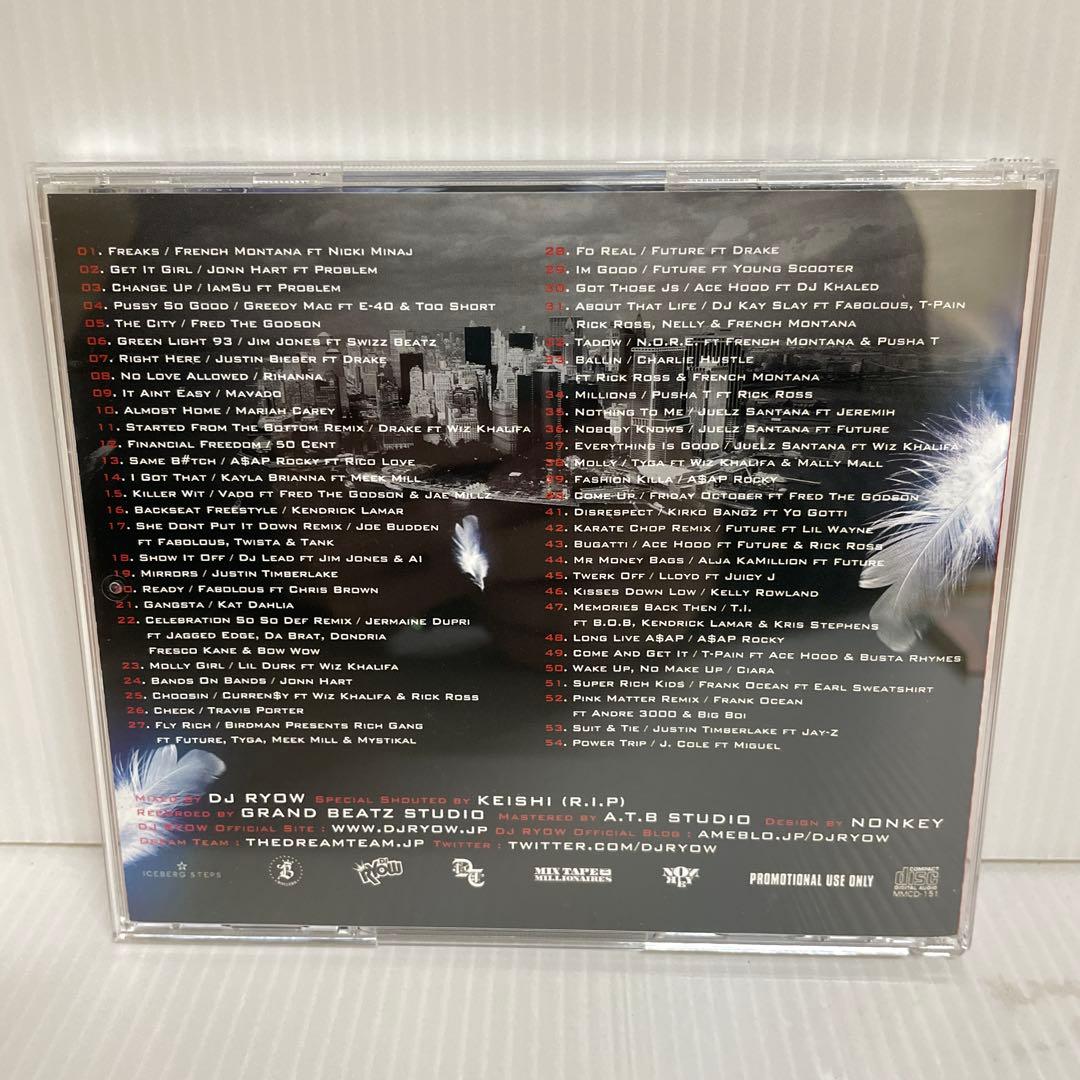 01. Freaks / French Montana ft Nicki Minaj
02. Get It Girl / Jonn Hart ft Problem
03. Change Up / IamSu ft Problem
04. Pussy So Good / Greedy Mac ft E-40 & Too Short
05. The City / Fred The Godson
06. Green Light 93 / Jim Jones ft Swizz Beatz
07. Right Here / Justin Bieber ft Drake
08. No Love Allowed / Rihanna
09. It Aint Easy / Mavado
10. Almost Home / Mariah Carey
11. Started From The Bottom Remix / Drake ft Wiz Khalifa
12. Financial Freedom / 50 Cent
13. Same B#tch / A$AP Rocky ft Rico Love
14. I Got That / Kayla Brianna ft Meek Mill
15. Killer Wit / Vado ft Fred The Godson & Jae Millz
16. Backseat Freestyle / Kendrick Lamar
17. She Dont Put It Down Remix / Joe Budden
ft Fabolous, Twista & Tank
18. Show It Off / DJ Lead ft Jim Jones & AI
19. Mirrors / Justin Timberlake
20. Ready / Fabolous ft Chris Brown
21. Gangsta / Kat Dahlia
22. Celebration So So Def Remix / Jermaine Dupri
ft Jagged Edge, Da Brat, Dondria
Fresco Kane & Bow Wow
23. Molly Girl / Lil Durk ft Wiz Khalifa
24. Bands On Bands / Jonn Hart
25. Choosin / Curren$y ft Wiz Khalifa & Rick Ross
26. Check / Travis Porter
27. Fly Rich / Birdman Presents Rich Gang
ft Future, Tyga, Meek Mill & Mystikal
28. Fo Real / Future ft Drake
29. Im Good / Future ft Young Scooter
30. Got Those Js / Ace Hood ft DJ Khaled
31. About That Life / DJ Kay Slay ft Fabolous, T-Pain
Rick Ross, Nelly & French Montana
32. Tadow / N.O.R.E. ft French Montana & Pusha T
33. Ballin / Charlie Hustle
ft Rick Ross & French Montana
34. Millions / Pusha T ft Rick Ross
35. Nothing To Me / Juelz Santana ft Jeremih
36. Nobody Knows / Juelz Santana ft Future
37. Everything Is Good / Juelz Santana ft Wiz Khalifa
38. Molly / Tyga ft Wiz Khalifa & Mally Mall
39. Fashion Killa / A$AP Rocky
40. Come Up / Friday October ft Fred The Godson
41. Disrespect / Kirko Bangz ft Yo Gotti
42. Karate Chop Remix / Future ft Lil Wayne
43. Bugatti / Ace Hood ft Future & Rick Ross
44. Mr Money Bags / Alja KaMillion ft Future
45. Twerk Off / Lloyd ft Juicy J
46. Kisses Down Low / Kelly Rowland
47. Memories Back Then / T.I.
ft B.O.B, Kendrick Lamar & Kris Stephens
48. Long Live A$AP / A$AP Rocky
49. Come And Get It / T-Pain ft Ace Hood & Busta Rhymes
50. Wake Up, No Make Up / Ciara
51. Super Rich Kids / Frank Ocean ft Earl Sweatshirt
52. Pink Matter Remix / Frank Ocean
ft Andre 3000 & Big Boi
53. Suit & Tie / Justin Timberlake ft Jay-Z
54. Power Trip / J. Cole ft Miguel
Mixed by DJ RYOW Special Shouted by KEISHI (R.I.P)
Recorded by GRAND BEATZ STUDIO Mastered by A.T.B STUDIO Design by NONKEY
DJ RYOW Official Site : WWW.DJRYOW.JP DJ RYOW Official Blog : AMEBLO.JP/DJRYOW
Dream Team : THEDREAMTEAM.JP Twitter : TWITTER.COM/DJRYOW
ICEBERG STEPS
DJ RYOW
MIX TAPE MILLIONAIRES
NONKEY
PROMOTIONAL USE ONLY
COMPACT disc DIGITAL AUDIO
MMCD-151